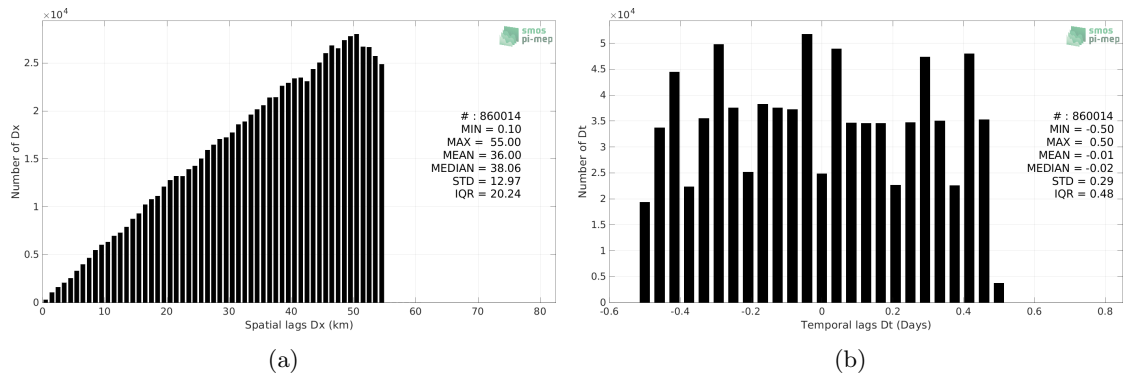 ×10⁴
smos
pi-mep
2.5
2
1.5
1
0.5
0
Number of Dx
# : 860014
MIN = 0.10
MAX = 55.00
MEAN = 36.00
MEDIAN = 38.06
STD = 12.97
IQR = 20.24
0 10 20 30 40 50 60 70 80
Spatial lags Dx (km)
(a)
×10⁴
smos
pi-mep
5
4.5
4
3.5
3
2.5
2
1.5
1
0.5
0
Number of Dt
# : 860014
MIN = -0.50
MAX = 0.50
MEAN = -0.01
MEDIAN = -0.02
STD = 0.29
IQR = 0.48
-0.6 -0.4 -0.2 0 0.2 0.4 0.6 0.8
Temporal lags Dt (Days)
(b)